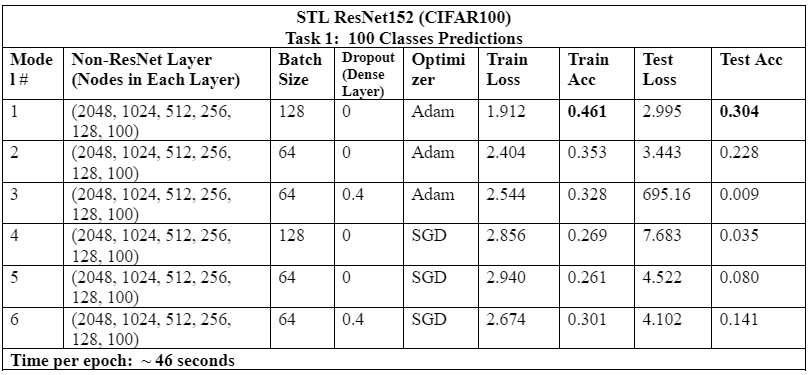 STL ResNet152 (CIFAR100)
Task 1:  100 Classes Predictions
Mode
l #
Non-ResNet Layer
(Nodes in Each Layer)
Batch
Size
Dropout
(Dense
Layer)
Optimi
zer
Train
Loss
Train
Acc
Test
Loss
Test Acc
1 (2048, 1024, 512, 256, 128 0 Adam 1.912 0.461 2.995 0.304
128, 100)
2 (2048, 1024, 512, 256, 64 0 Adam 2.404 0.353 3.443 0.228
128, 100)
3 (2048, 1024, 512, 256, 64 0.4 Adam 2.544 0.328 695.16 0.009
128, 100)
4 (2048, 1024, 512, 256, 128 0 SGD 2.856 0.269 7.683 0.035
128, 100)
5 (2048, 1024, 512, 256, 64 0 SGD 2.940 0.261 4.522 0.080
128, 100)
6 (2048, 1024, 512, 256, 64 0.4 SGD 2.674 0.301 4.102 0.141
128, 100)
Time per epoch:  ~ 46 seconds